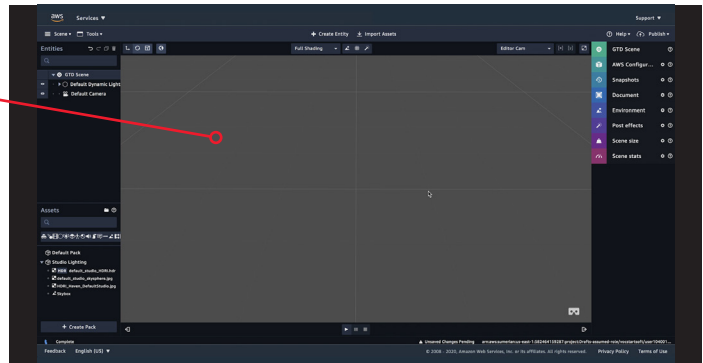 aws Services ▼ Support ▼
Scene ▾ Tools ▾ + Create Entity Import Assets Help ▾ Publish ▾
Entities Full Shading Editor Cam GTD Scene
AWS Configur...
GTD Scene Snapshots
Default Dynamic Light Document
Default Camera Environment
Post effects
Scene size
Scene stats
Assets
Default Pack
Studio Lighting
HDRI default_studio_HDRI.hdr
default_studio_skysphere.jpg
HDRI_Haven_DefaultStudio.jpg
Skybox
+ Create Pack
Complete Unsaved Changes Pending
Feedback English (US) ▼ © 2008 - 2020, Amazon Web Services, Inc. or its affiliates. All rights reserved. Privacy Policy Terms of Use